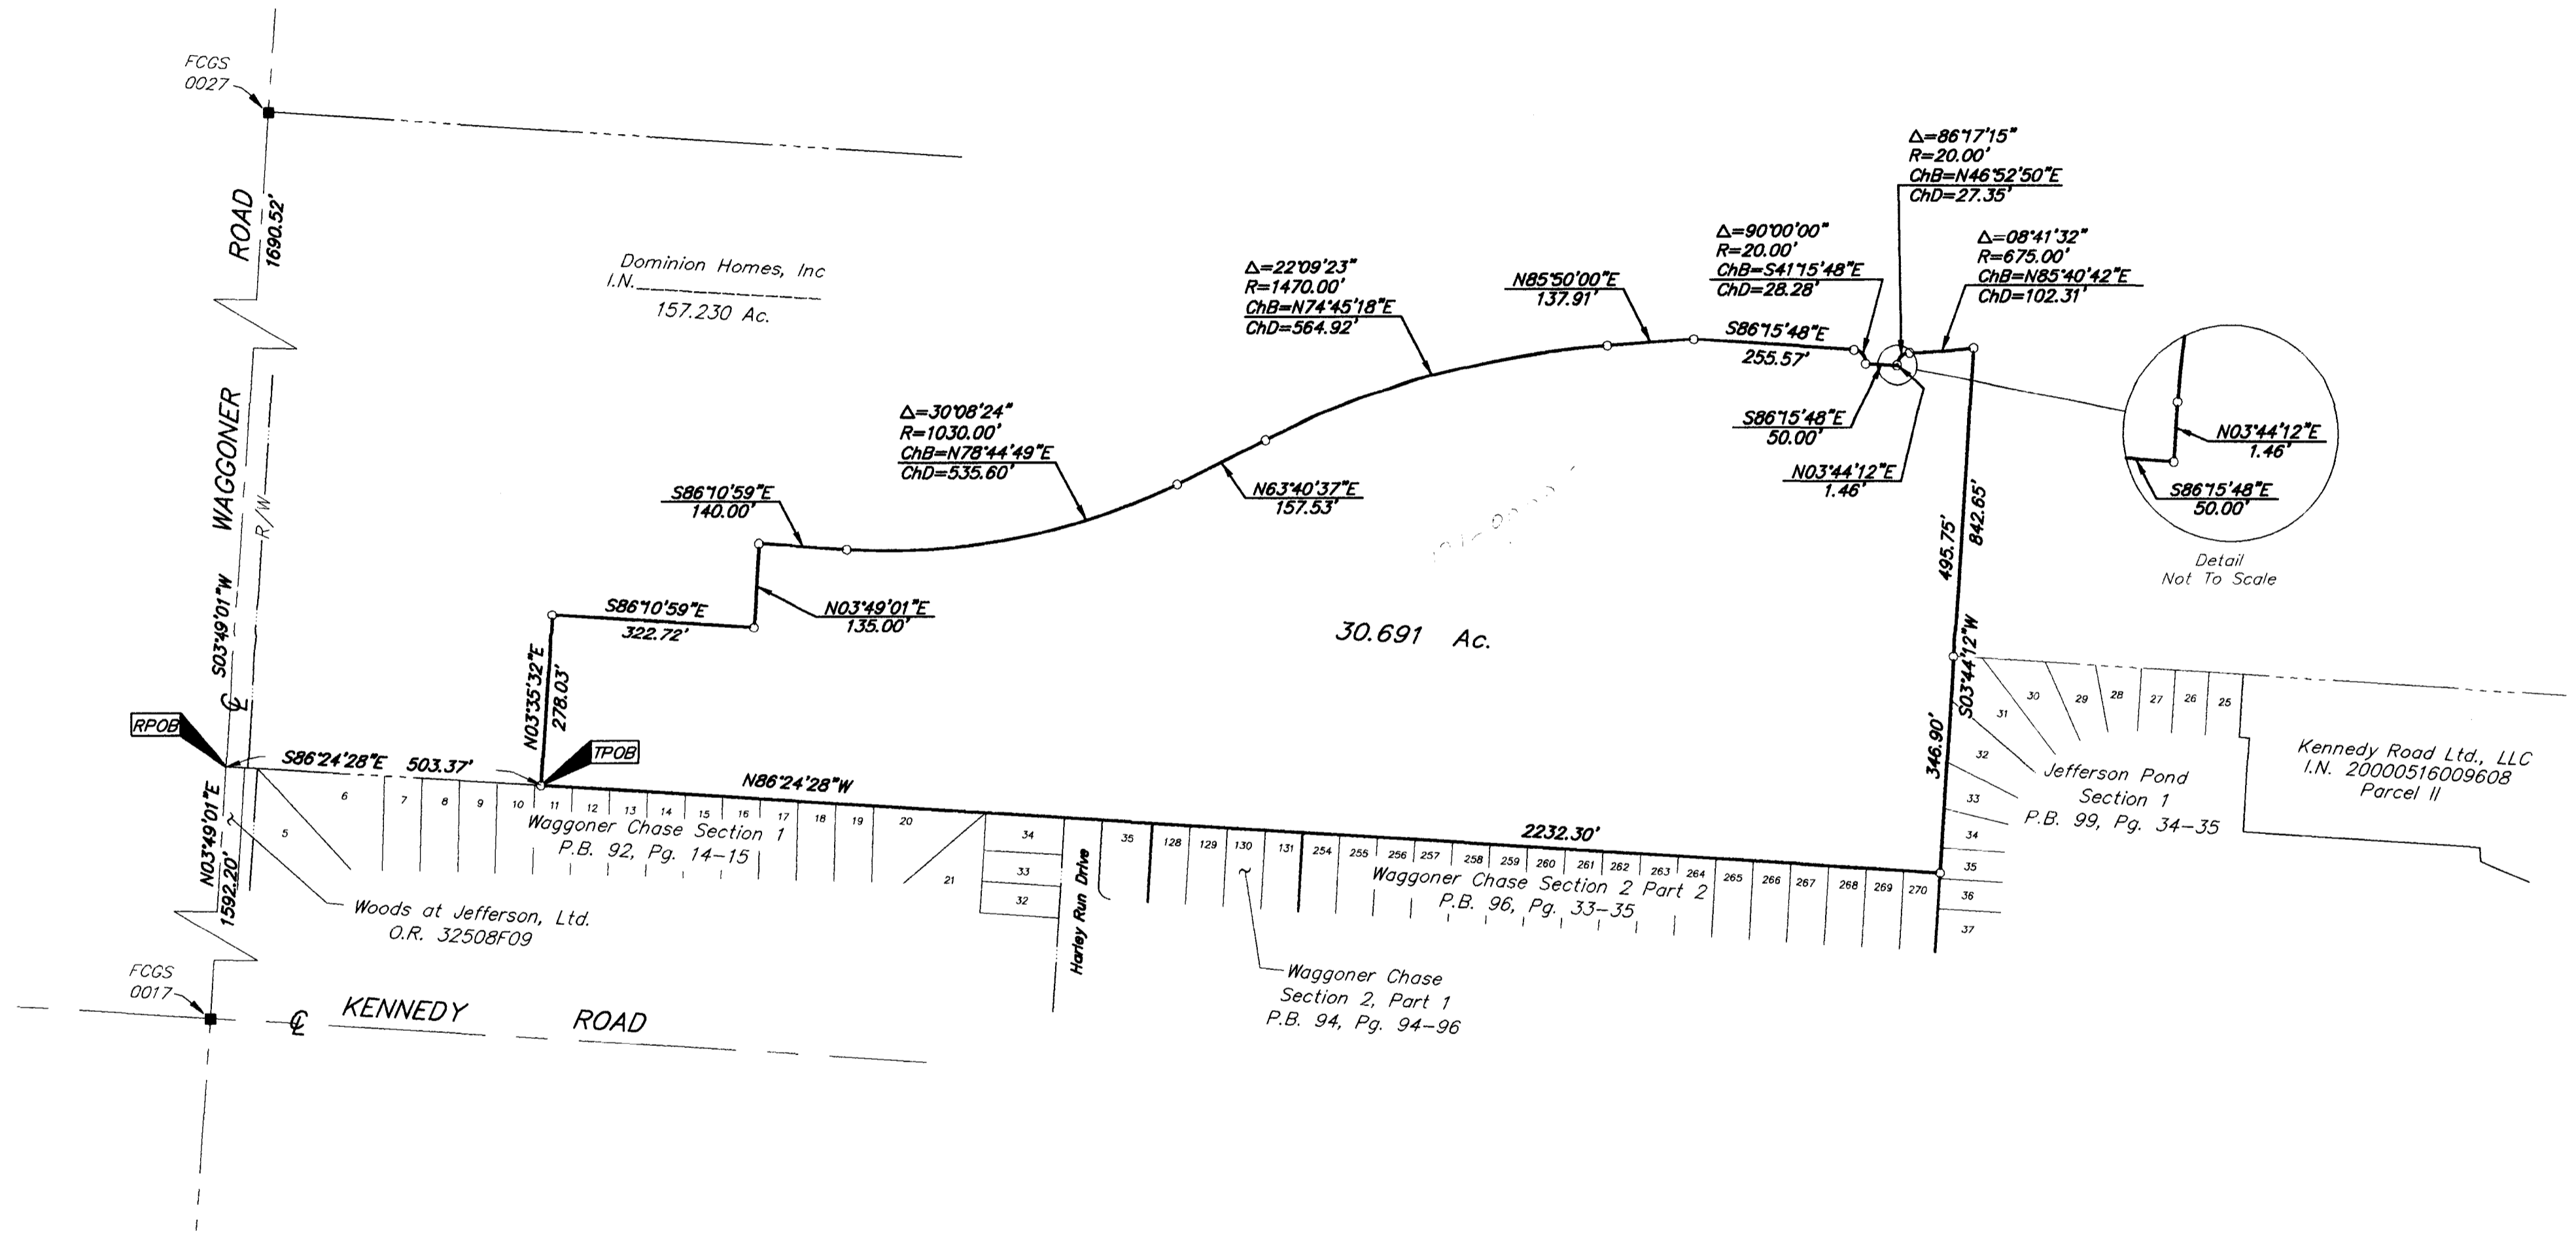 FCGS
0027
ROAD
1690.52'
Dominion Homes, Inc
I.N.
157.230 Ac.
WAGGONER
R/W
S03°49'01"W
℄
RPOB
S86°24'28"E 503.37'
TPOB
N03°49'01"E
1592.20'
N03°35'32"E
278.03'
S86°10'59"E
322.72'
N03°49'01"E
135.00'
S86°10'59"E
140.00'
Δ=30°08'24"
R=1030.00'
ChB=N78°44'49"E
ChD=535.60'
N63°40'37"E
157.53'
Δ=22°09'23"
R=1470.00'
ChB=N74°45'18"E
ChD=564.92'
N85°50'00"E
137.91'
S86°15'48"E
255.57'
Δ=90°00'00"
R=20.00'
ChB=S41°15'48"E
ChD=28.28'
Δ=86°17'15"
R=20.00'
ChB=N46°52'50"E
ChD=27.35'
Δ=08°41'32"
R=675.00'
ChB=N85°40'42"E
ChD=102.31'
S86°15'48"E
50.00'
N03°44'12"E
1.46'
N03°44'12"E
1.46'
S86°15'48"E
50.00'
Detail
Not To Scale
495.75'
842.65'
S03°44'12"W
346.90'
30.691 Ac.
N86°24'28"W
2232.30'
5
6
7
8
9
10
11
12
13
14
15
16
17
18
19
20
21
34
33
32
35
128
129
130
131
254
255
256
257
258
259
260
261
262
263
264
265
266
267
268
269
270
Waggoner Chase Section 1
P.B. 92, Pg. 14-15
Harley Run Drive
Waggoner Chase Section 2 Part 2
P.B. 96, Pg. 33-35
Waggoner Chase
Section 2, Part 1
P.B. 94, Pg. 94-96
31
30
29
28
27
26
25
32
33
34
35
36
37
Jefferson Pond
Section 1
P.B. 99, Pg. 34-35
Kennedy Road Ltd., LLC
I.N. 20000516009608
Parcel II
Woods at Jefferson, Ltd.
O.R. 32508F09
FCGS
0017
℄ KENNEDY ROAD